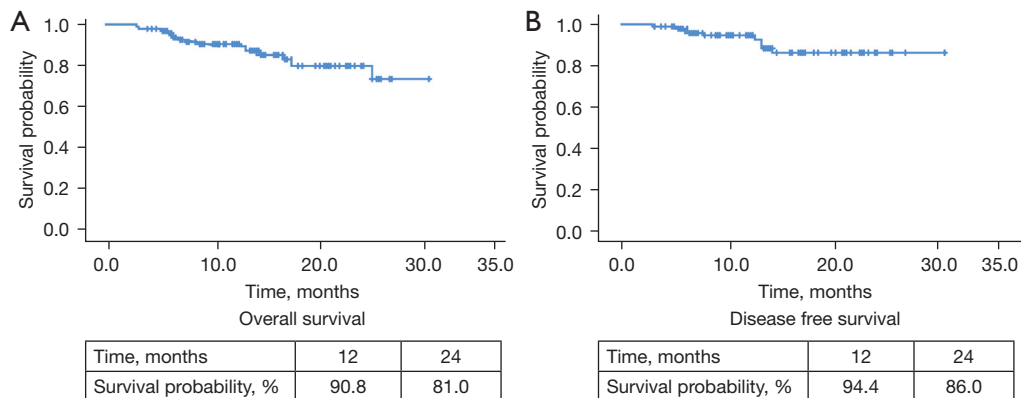 A
Survival probability
1.0
0.8
0.6
0.4
0.2
0.0
0.0 10.0 20.0 30.0 35.0
Time, months
Overall survival
Time, months 12 24
Survival probability, % 90.8 81.0
B
Survival probability
1.0
0.8
0.6
0.4
0.2
0.0
0.0 10.0 20.0 30.0 35.0
Time, months
Disease free survival
Time, months 12 24
Survival probability, % 94.4 86.0